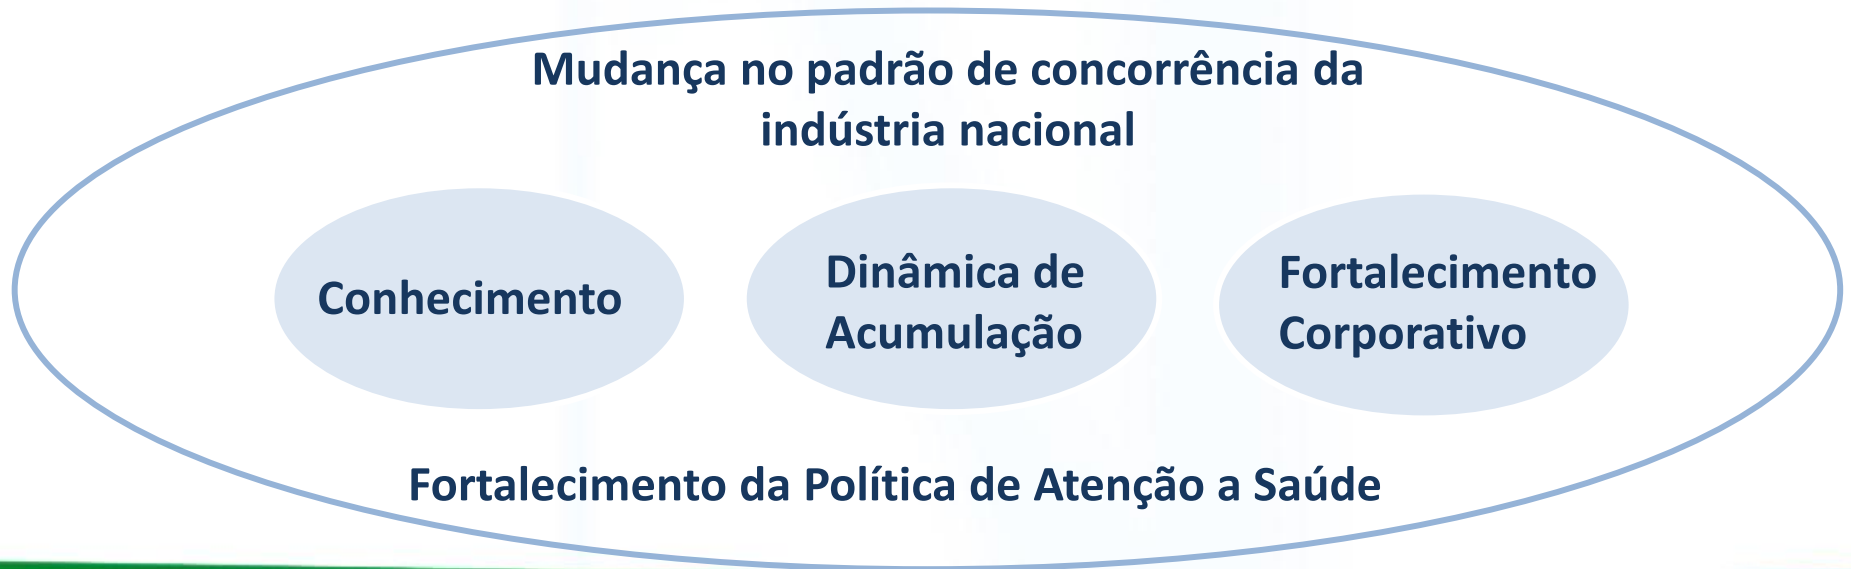 Mudança no padrão de concorrência da
indústria nacional
Conhecimento
Dinâmica de
Acumulação
Fortalecimento
Corporativo
Fortalecimento da Política de Atenção a Saúde